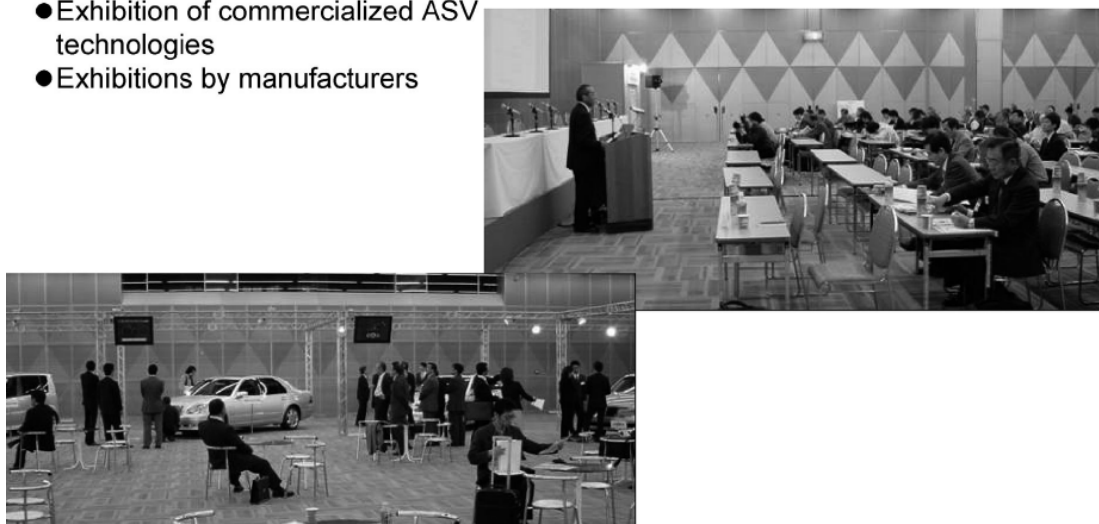 ●Exhibition of commercialized ASV
technologies
●Exhibitions by manufacturers